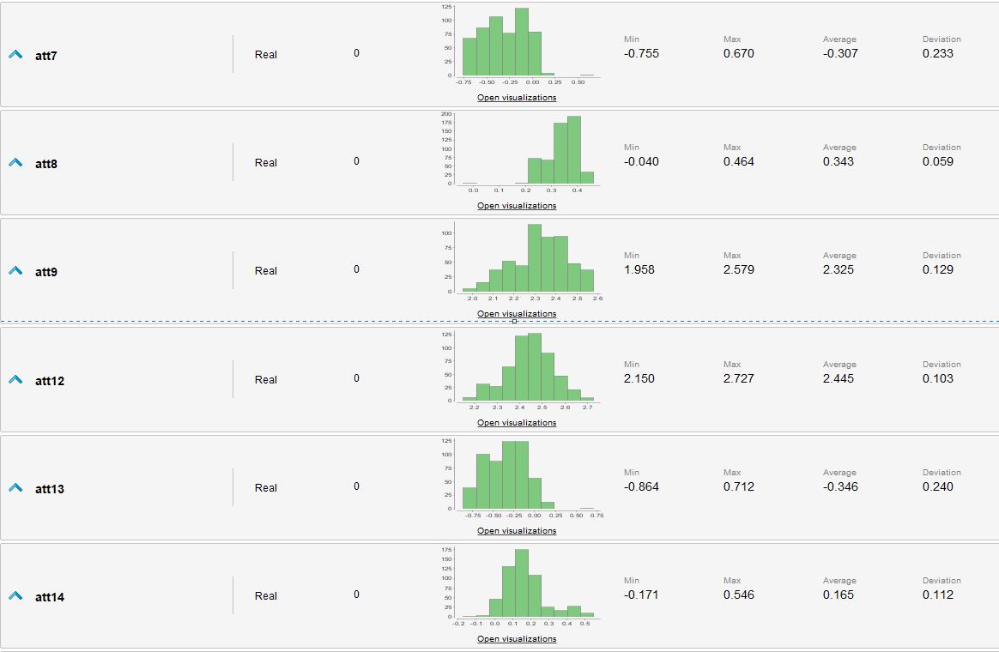 att7 Real 0 Min -0.755 Max 0.670 Average -0.307 Deviation 0.233
125
100
75
50
25
0
-0.75 -0.50 -0.25 0.00 0.25 0.50
Open visualizations
att8 Real 0 Min -0.040 Max 0.464 Average 0.343 Deviation 0.059
200
175
150
125
100
75
50
25
0
0.0 0.1 0.2 0.3 0.4
Open visualizations
att9 Real 0 Min 1.958 Max 2.579 Average 2.325 Deviation 0.129
100
75
50
25
0
2.0 2.1 2.2 2.3 2.4 2.5 2.6
Open visualizations
att12 Real 0 Min 2.150 Max 2.727 Average 2.445 Deviation 0.103
125
100
75
50
25
0
2.2 2.3 2.4 2.5 2.6 2.7
Open visualizations
att13 Real 0 Min -0.864 Max 0.712 Average -0.346 Deviation 0.240
125
100
75
50
25
0
-0.75 -0.50 -0.25 0.00 0.25 0.50 0.75
Open visualizations
att14 Real 0 Min -0.171 Max 0.546 Average 0.165 Deviation 0.112
175
150
125
100
75
50
25
0
-0.2 -0.1 0.0 0.1 0.2 0.3 0.4 0.5
Open visualizations